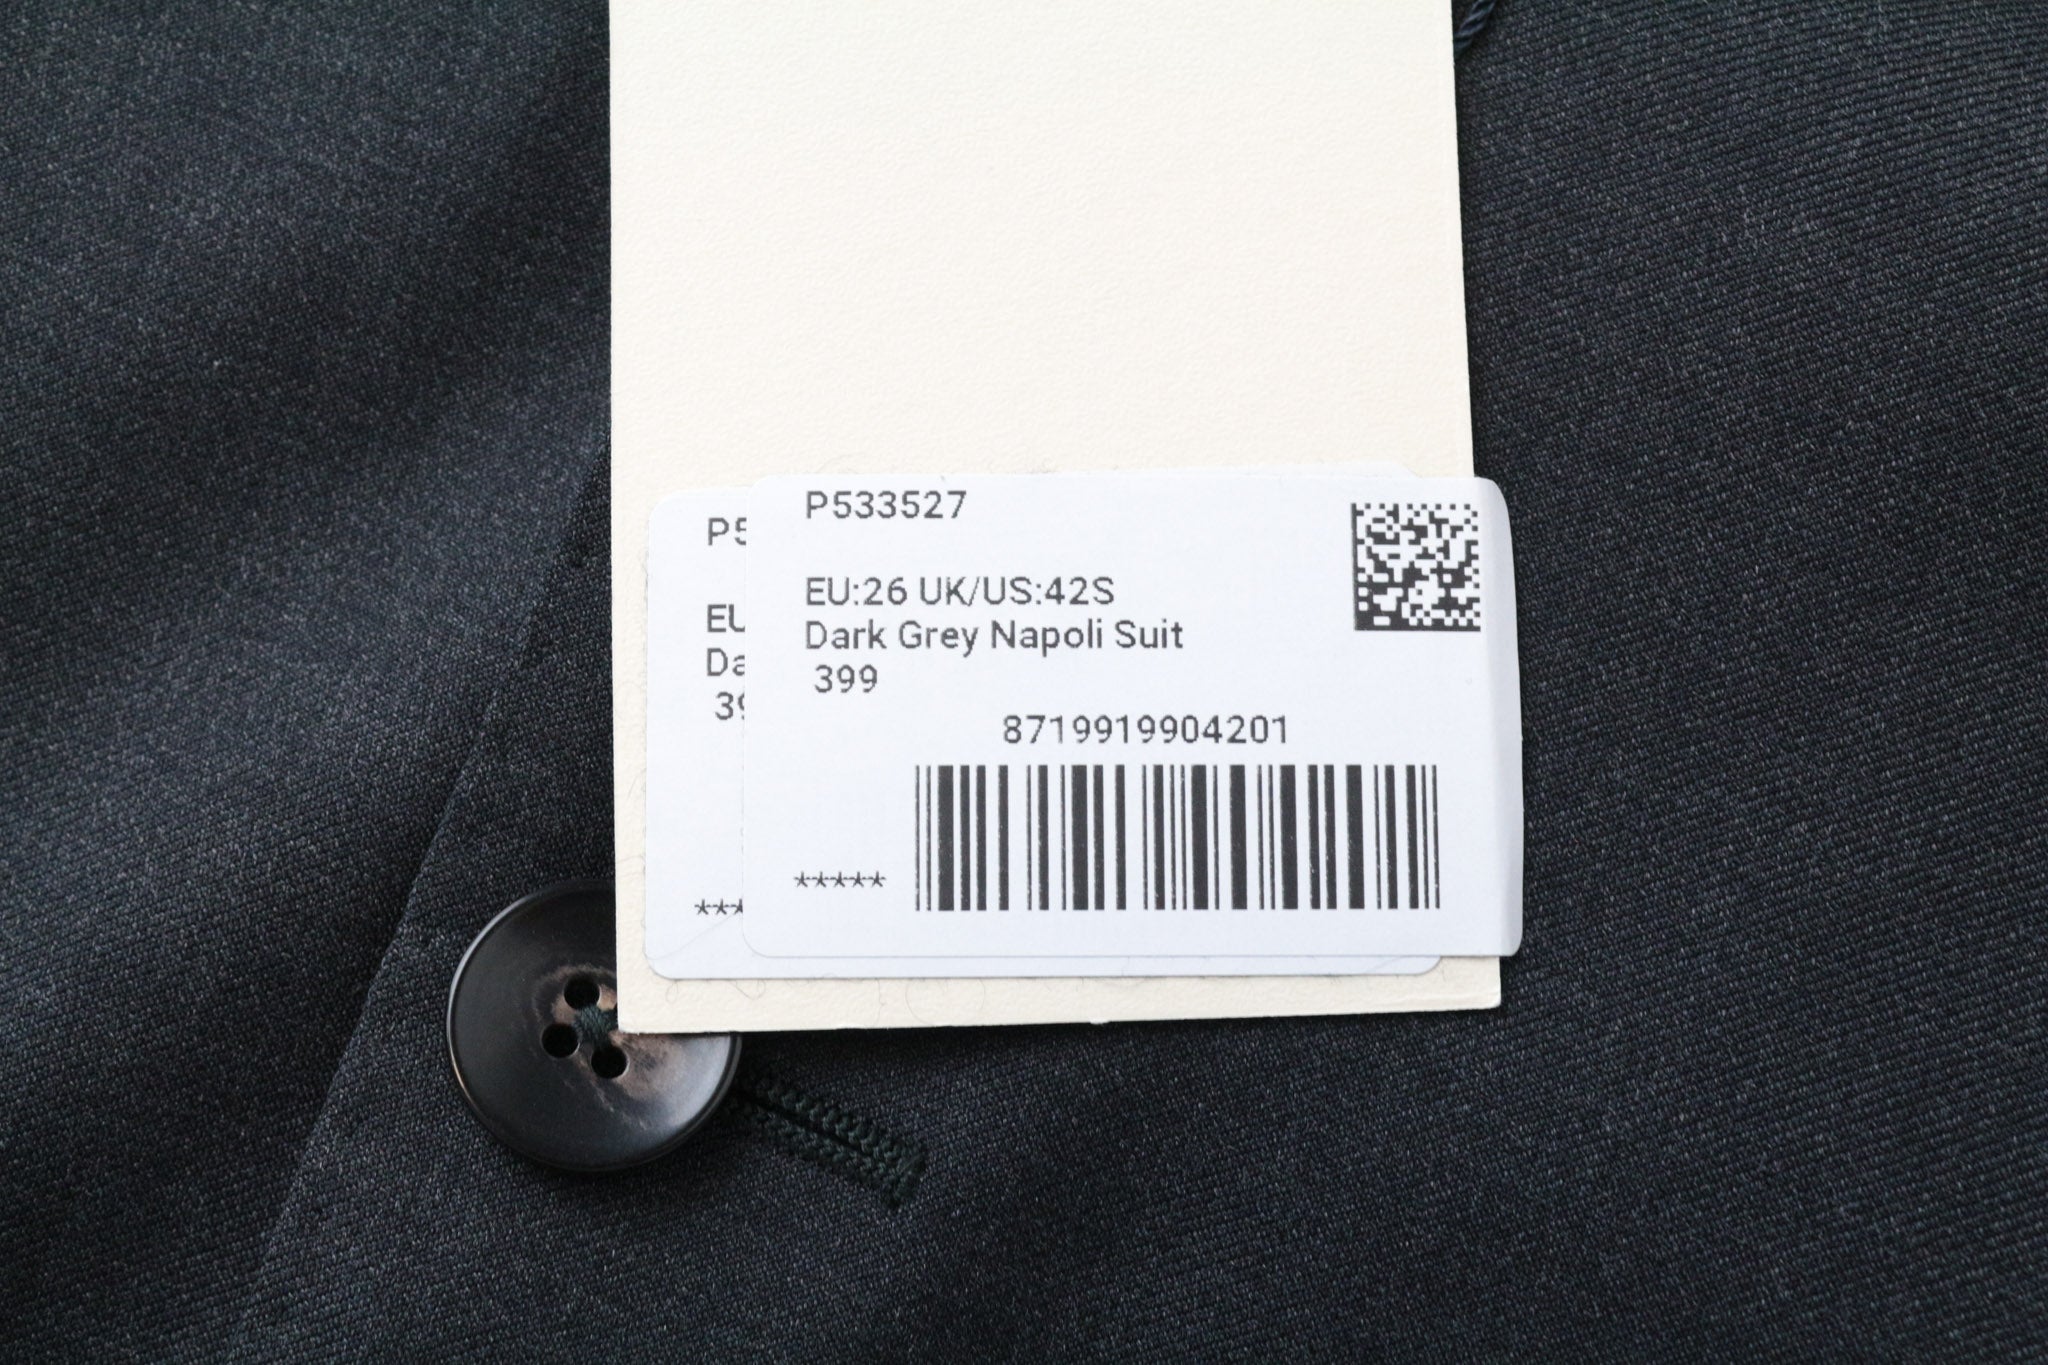 P533527
EU:26 UK/US:42S
Dark Grey Napoli Suit
399
8719919904201
*****
P5
EU
Da
39
***